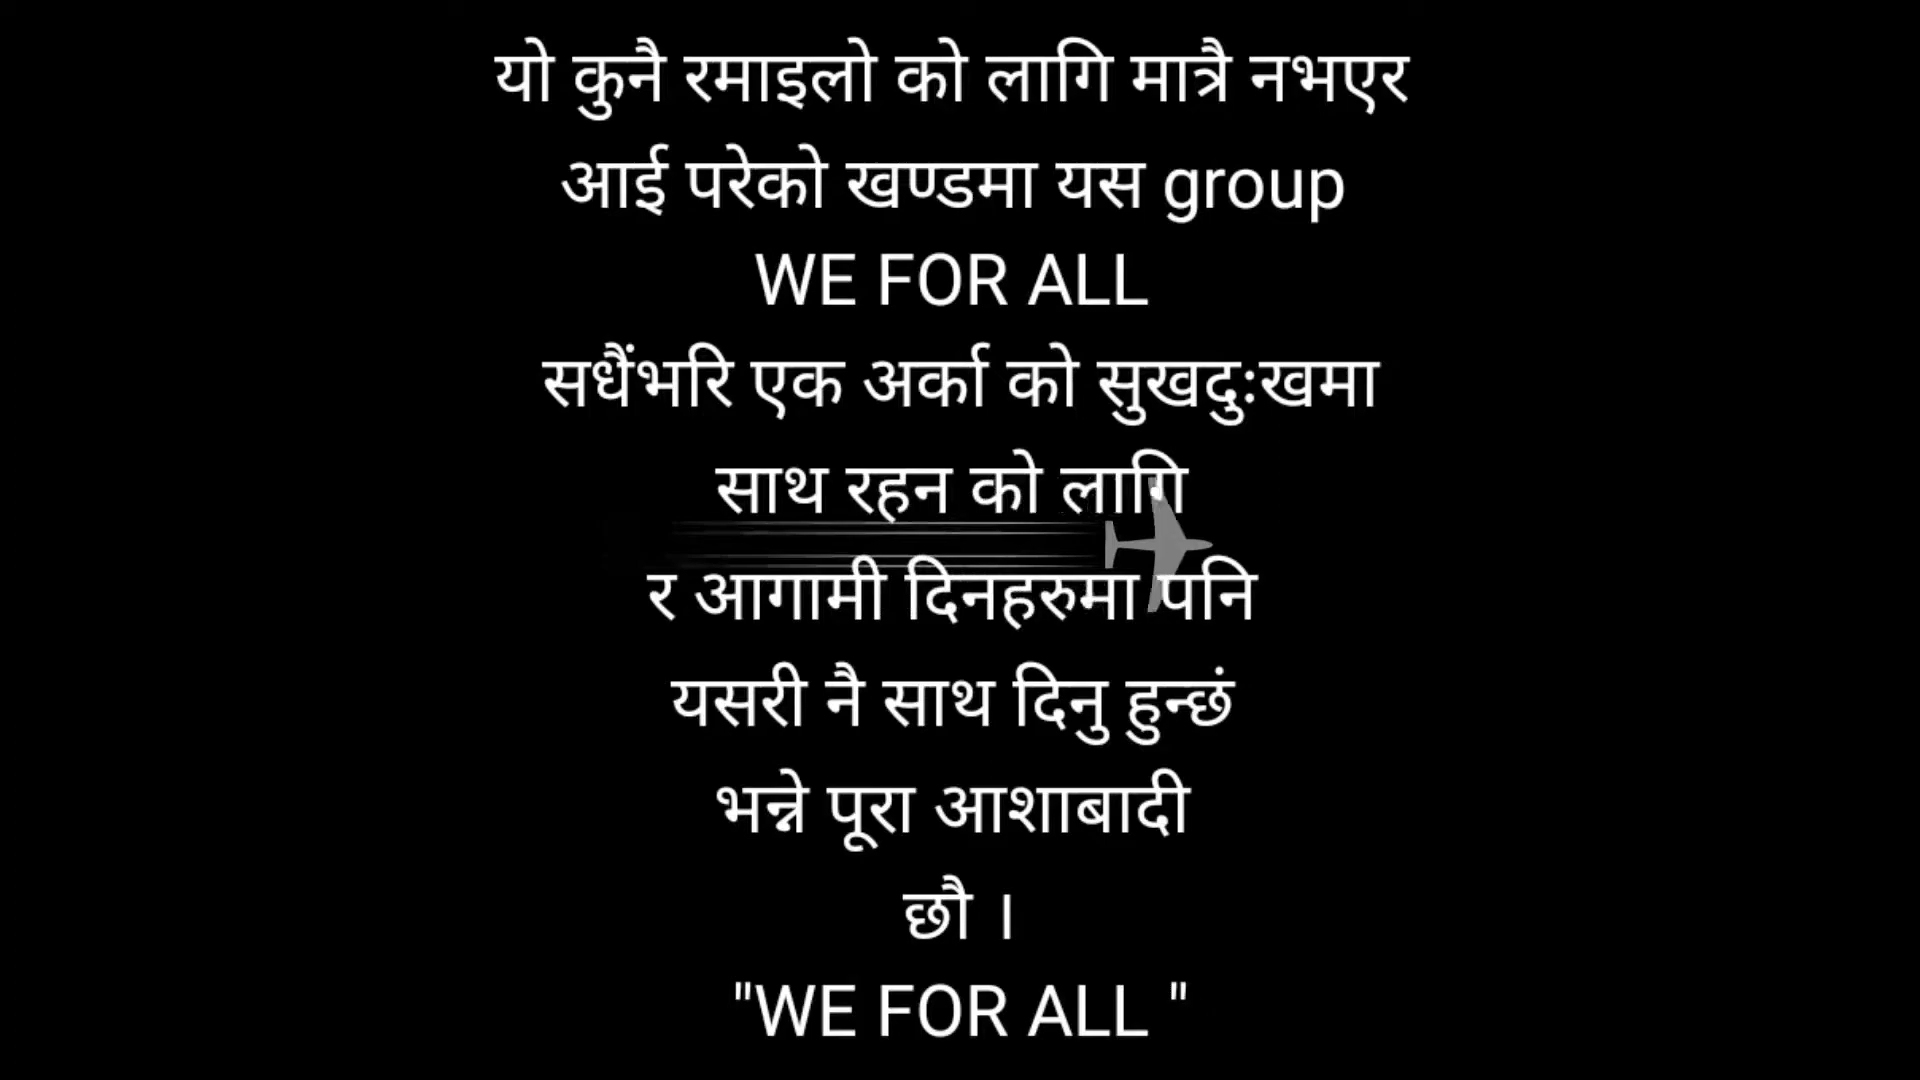 यो कुनै रमाइलो को लागि मात्रै नभएर
आई परेको खण्डमा यस group
WE FOR ALL
सधैंभरि एक अर्का को सुखदुःखमा
साथ रहन को लागि
र आगामी दिनहरुमा पनि
यसरी नै साथ दिनु हुन्छं
भन्ने पूरा आशाबादी
छौ ।
"WE FOR ALL "